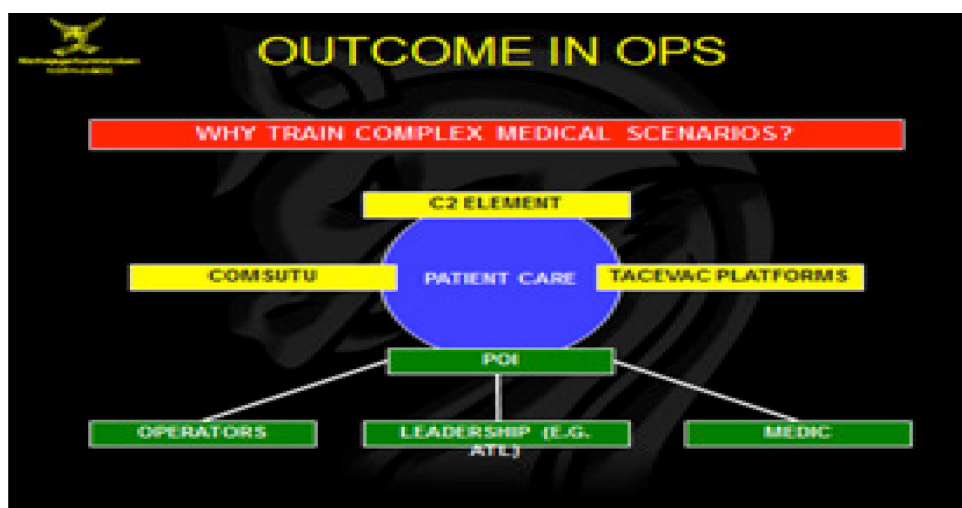 OUTCOME IN OPS
WHY TRAIN COMPLEX MEDICAL SCENARIOS?
C2 ELEMENT
COMSUTU
PATIENT CARE
TACEVAC PLATFORMS
POI
OPERATORS
LEADERSHIP (E.G.
ATL)
MEDIC